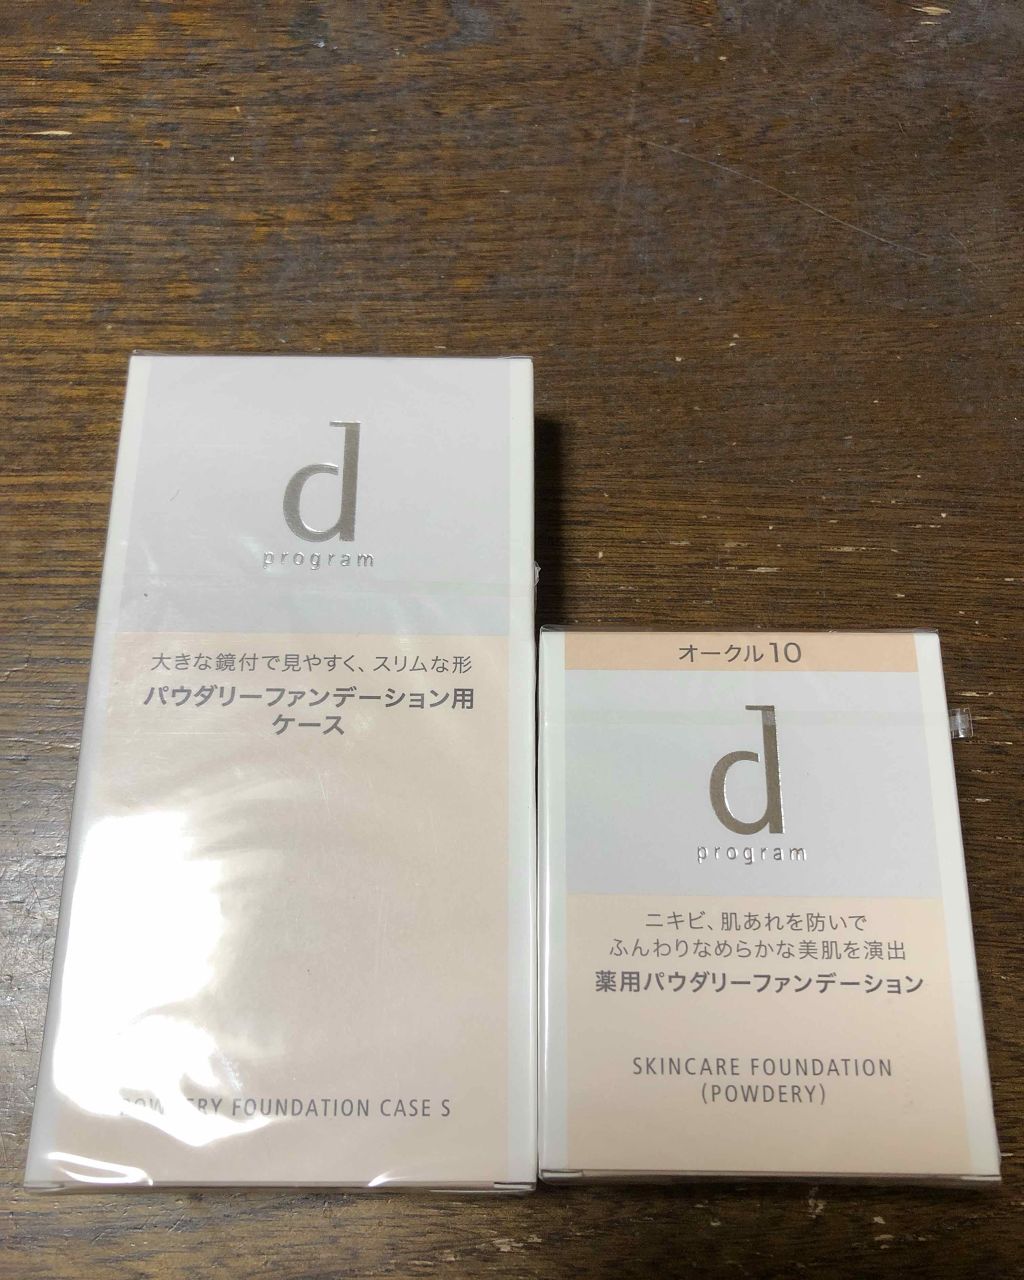 d
program
大きな鏡付で見やすく、スリムな形
パウダリーファンデーション用
ケース
FOUNDATION CASE S
オークル10
d
program
ニキビ、肌あれを防いで
ふんわりなめらかな美肌を演出
薬用パウダリーファンデーション
SKINCARE FOUNDATION
(POWDERY)